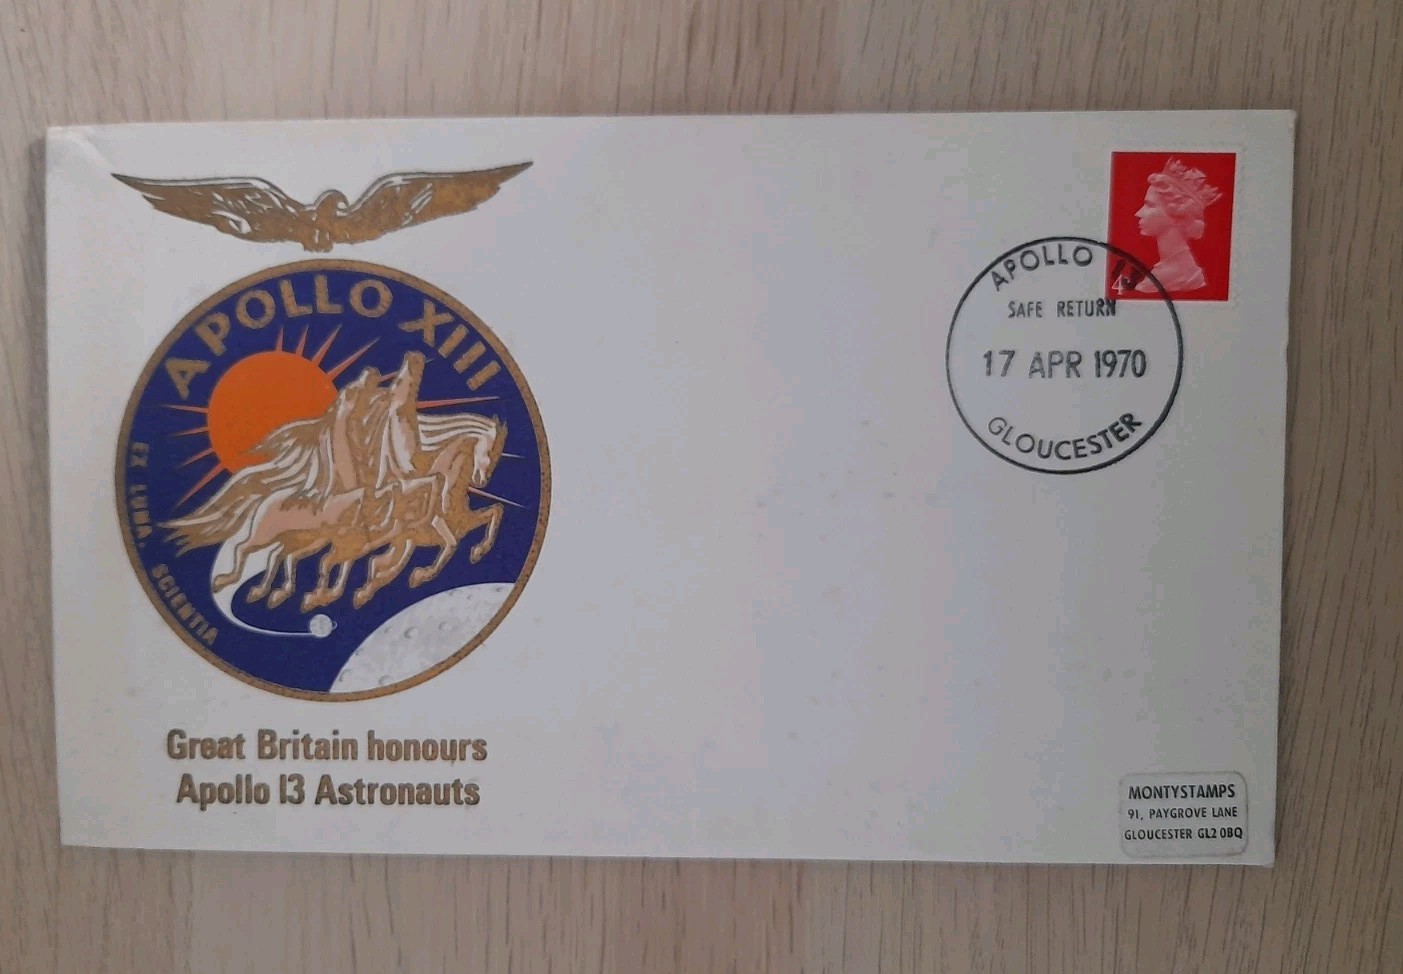 APOLLO XIII
EX LUNA, SCIENTIA
Great Britain honours
Apollo 13 Astronauts
4
APOLLO 13
SAFE RETURN
17 APR 1970
GLOUCESTER
MONTYSTAMPS
91, PAYGROVE LANE
GLOUCESTER GL2 0BQ